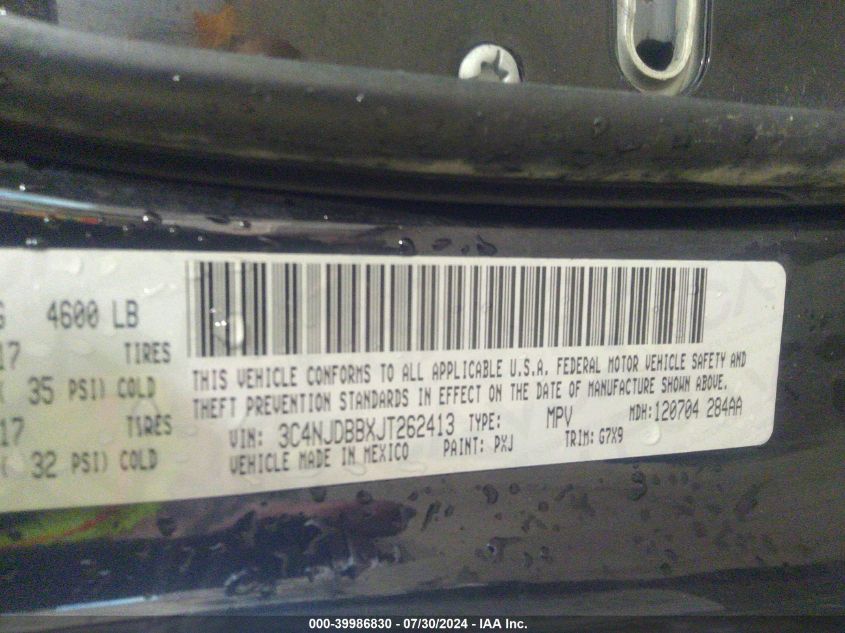 G 4600 LB
17 TIRES
( 35 PSI) COLD
17 TIRES
( 32 PSI) COLD
THIS VEHICLE CONFORMS TO ALL APPLICABLE U.S.A. FEDERAL MOTOR VEHICLE SAFETY AND
THEFT PREVENTION STANDARDS IN EFFECT ON THE DATE OF MANUFACTURE SHOWN ABOVE.
VIN: 3C4NJDBBXJT262413 TYPE: MPV MDH:120704 284AA
VEHICLE MADE IN MEXICO PAINT: PXJ TRIM: G7X9
000-39986830 - 07/30/2024 - IAA Inc.